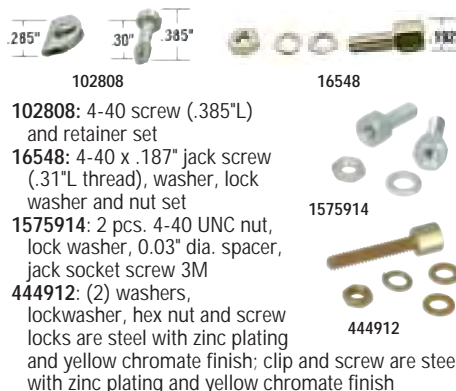 .285"
.30"
.385"
102808
16548
102808: 4-40 screw (.385"L)
and retainer set
16548: 4-40 x .187" jack screw
(.31"L thread), washer, lock
washer and nut set
1575914
1575914: 2 pcs. 4-40 UNC nut,
lock washer, 0.03" dia. spacer,
jack socket screw 3M
444912: (2) washers,
lockwasher, hex nut and screw
locks are steel with zinc plating
444912
and yellow chromate finish; clip and screw are stee
with zinc plating and yellow chromate finish